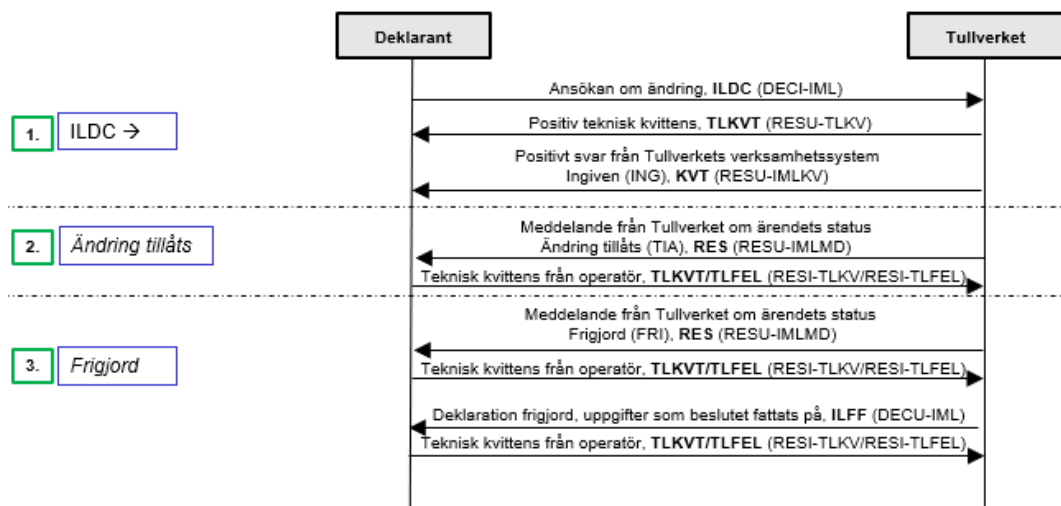 Deklarant
Tullverket
Ansökan om ändring, ILDC (DECI-IML)
1.
ILDC →
Positiv teknisk kvittens, TLKVT (RESU-TLKV)
Positivt svar från Tullverkets verksamhetssystem
Ingiven (ING), KVT (RESU-IMLKV)
2.
Ändring tillåts
Meddelande från Tullverket om ärendets status
Ändring tillåts (TIA), RES (RESU-IMLMD)
Teknisk kvittens från operatör, TLKVT/TLFEL (RESI-TLKV/RESI-TLFEL)
3.
Frigjord
Meddelande från Tullverket om ärendets status
Frigjord (FRI), RES (RESU-IMLMD)
Teknisk kvittens från operatör, TLKVT/TLFEL (RESI-TLKV/RESI-TLFEL)
Deklaration frigjord, uppgifter som beslutet fattats på, ILFF (DECU-IML)
Teknisk kvittens från operatör, TLKVT/TLFEL (RESI-TLKV/RESI-TLFEL)